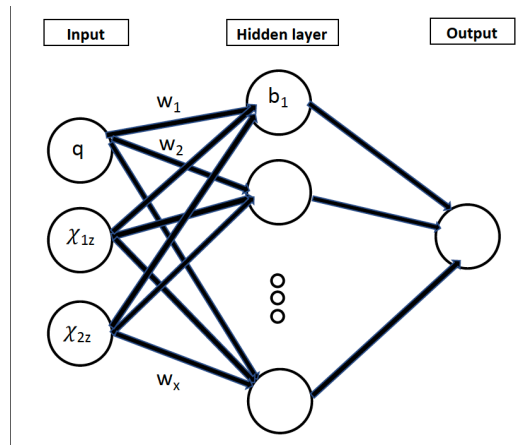 Input
Hidden layer
Output
w₁
b₁
w₂
q
χ₁z
χ₂z
wₓ